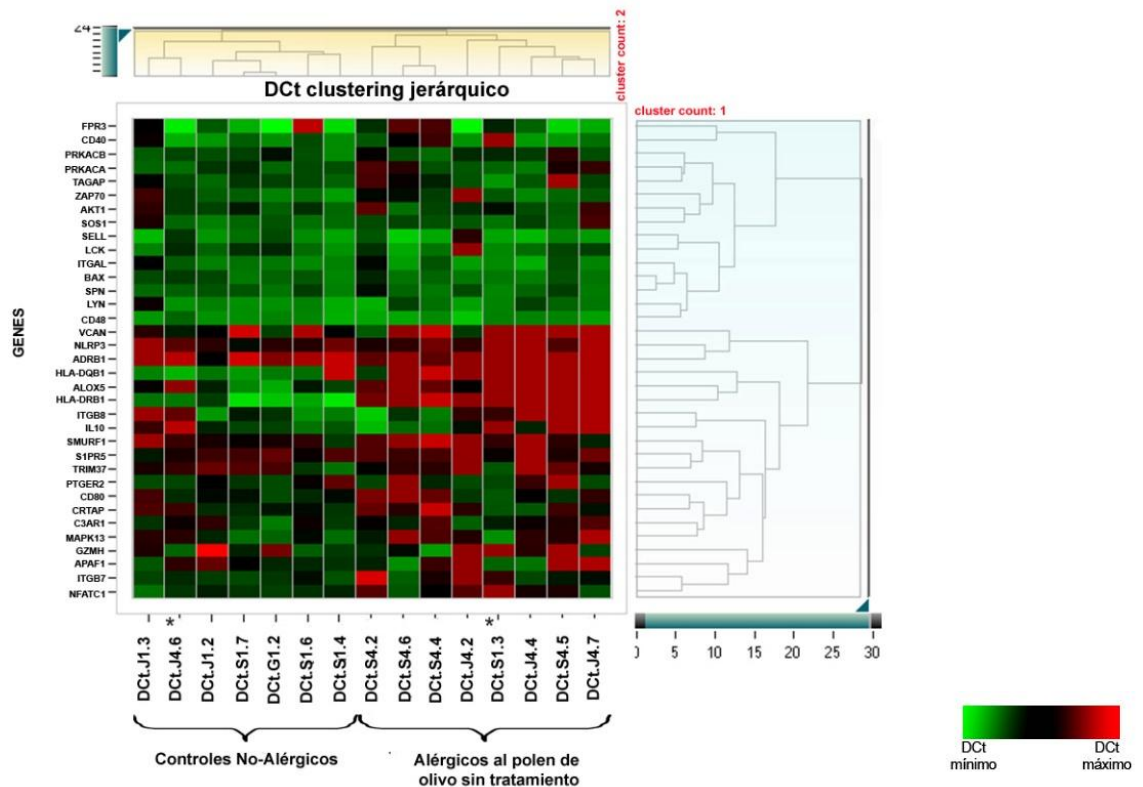 24
cluster count: 2
DCt clustering jerárquico
cluster count: 1
GENES
FPR3
CD40
PRKACB
PRKACA
TAGAP
ZAP70
AKT1
SOS1
SELL
LCK
ITGAL
BAX
SPN
LYN
CD48
VCAN
NLRP3
ADRB1
HLA-DQB1
ALOX5
HLA-DRB1
ITGB8
IL10
SMURF1
S1PR5
TRIM37
PTGER2
CD80
CRTAP
C3AR1
MAPK13
GZMH
APAF1
ITGB7
NFATC1
* *
DCt.J1.3
DCt.J4.6
DCt.J1.2
DCt.S1.7
DCt.G1.2
DCt.S1.6
DCt.S1.4
DCt.S4.2
DCt.S4.6
DCt.S4.4
DCt.J4.2
DCt.S1.3
DCt.J4.4
DCt.S4.5
DCt.J4.7
0 5 10 15 20 25 30
Controles No-Alérgicos
Alérgicos al polen de
olivo sin tratamiento
DCt
mínimo
DCt
máximo